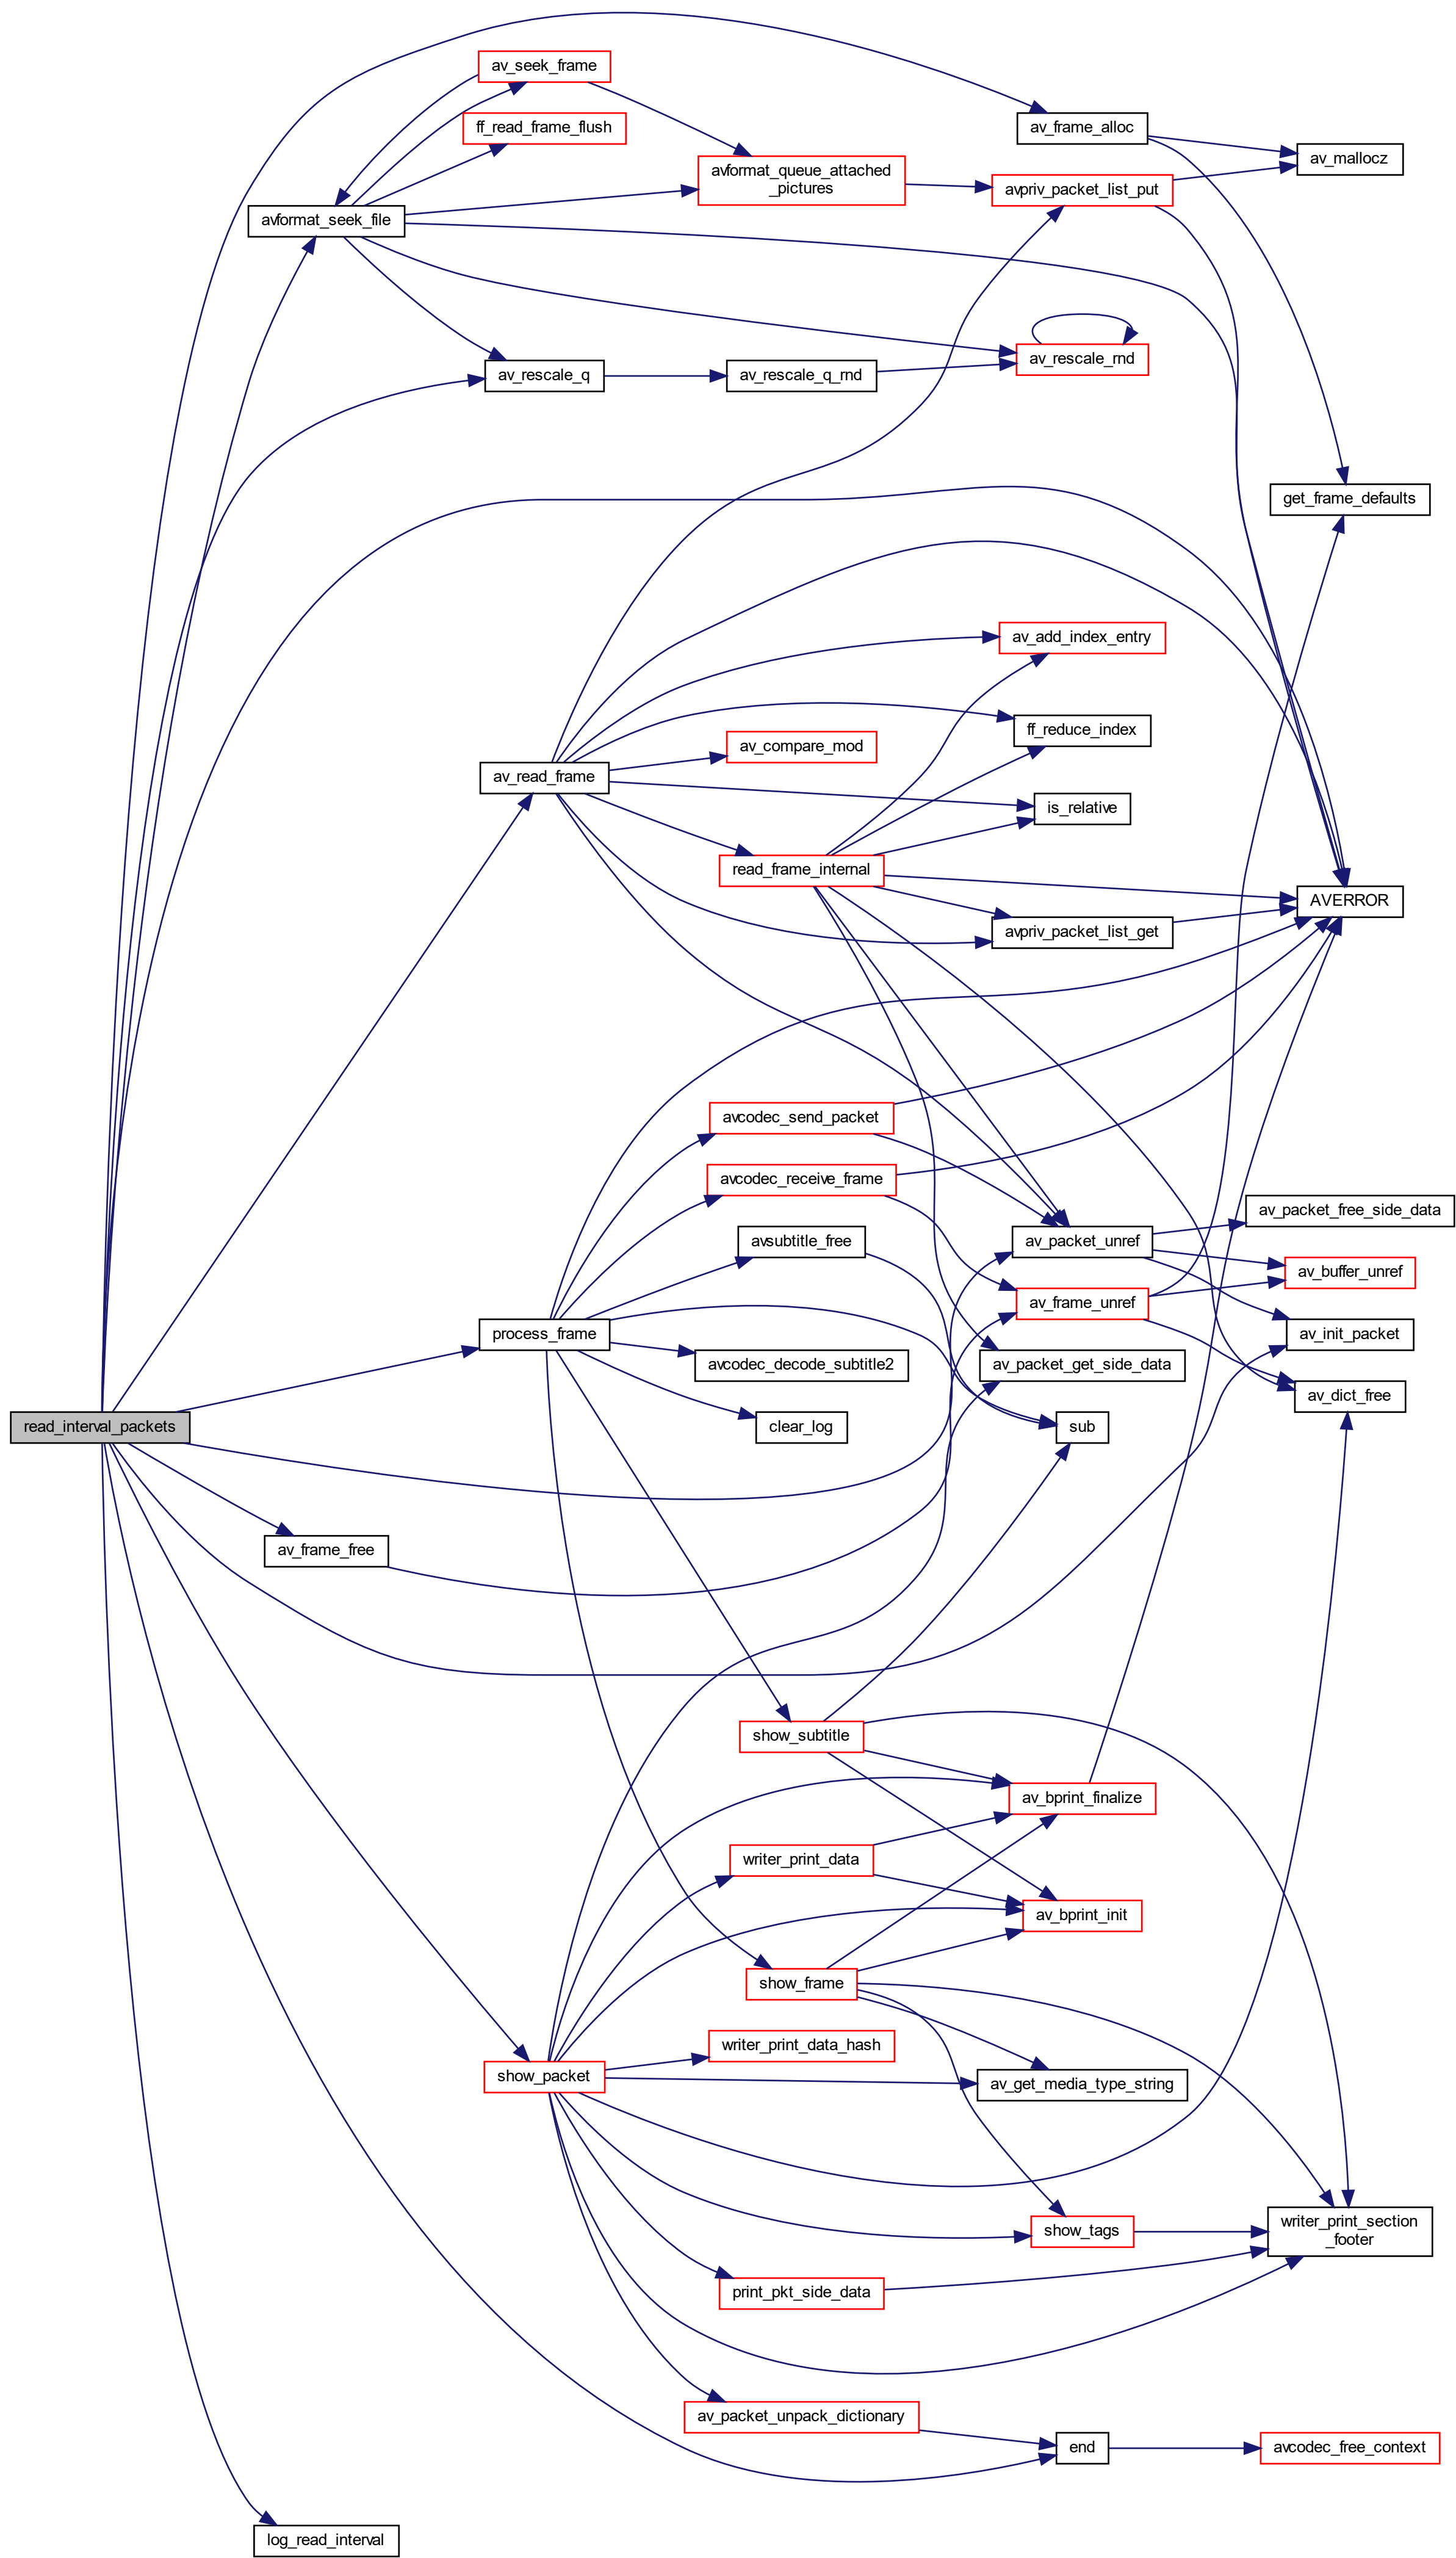 av_seek_frame
av_frame_alloc
ff_read_frame_flush
av_mallocz
avformat_queue_attached
_pictures
avpriv_packet_list_put
avformat_seek_file
av_rescale_rnd
av_rescale_q
av_rescale_q_rnd
get_frame_defaults
av_add_index_entry
ff_reduce_index
av_compare_mod
av_read_frame
is_relative
read_frame_internal
AVERROR
avpriv_packet_list_get
avcodec_send_packet
avcodec_receive_frame
av_packet_free_side_data
avsubtitle_free
av_packet_unref
av_buffer_unref
av_frame_unref
process_frame
av_init_packet
avcodec_decode_subtitle2
av_packet_get_side_data
av_dict_free
read_interval_packets
clear_log
sub
av_frame_free
show_subtitle
av_bprint_finalize
writer_print_data
av_bprint_init
show_frame
writer_print_data_hash
show_packet
av_get_media_type_string
show_tags
writer_print_section
_footer
print_pkt_side_data
av_packet_unpack_dictionary
end
avcodec_free_context
log_read_interval